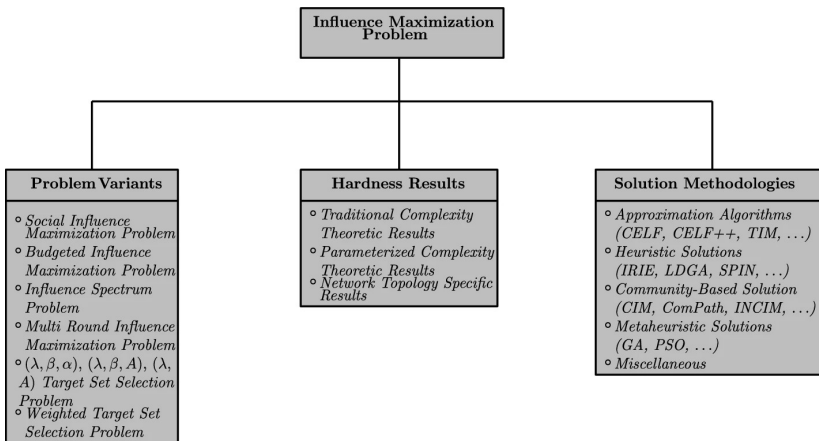 Influence Maximization
Problem
Problem Variants
○ Social Influence
Maximization Problem
○ Budgeted Influence
Maximization Problem
○ Influence Spectrum
Problem
○ Multi Round Influence
Maximization Problem
○ (λ, β, α), (λ, β, A), (λ,
A) Target Set Selection
Problem
○ Weighted Target Set
Selection Problem
Hardness Results
○ Traditional Complexity
Theoretic Results
○ Parameterized Complexity
Theoretic Results
○ Network Topology Specific
Results
Solution Methodologies
○ Approximation Algorithms
(CELF, CELF++, TIM, ...)
○ Heuristic Solutions
(IRIE, LDGA, SPIN, ...)
○ Community-Based Solution
(CIM, ComPath, INCIM, ...)
○ Metaheuristic Solutions
(GA, PSO, ...)
○ Miscellaneous